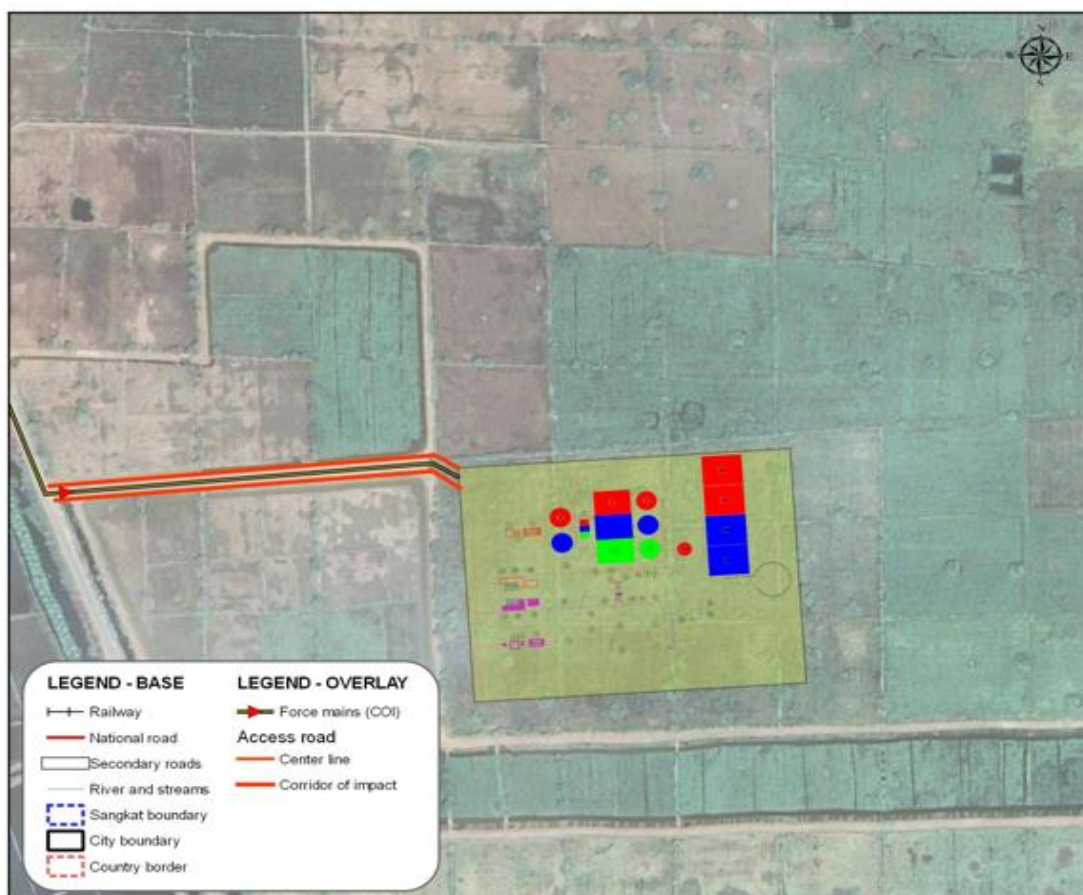 N
W E
S
LEGEND - BASE
Railway
National road
Secondary roads
River and streams
Sangkat boundary
City boundary
Country border
LEGEND - OVERLAY
Force mains (COI)
Access road
Center line
Corridor of impact